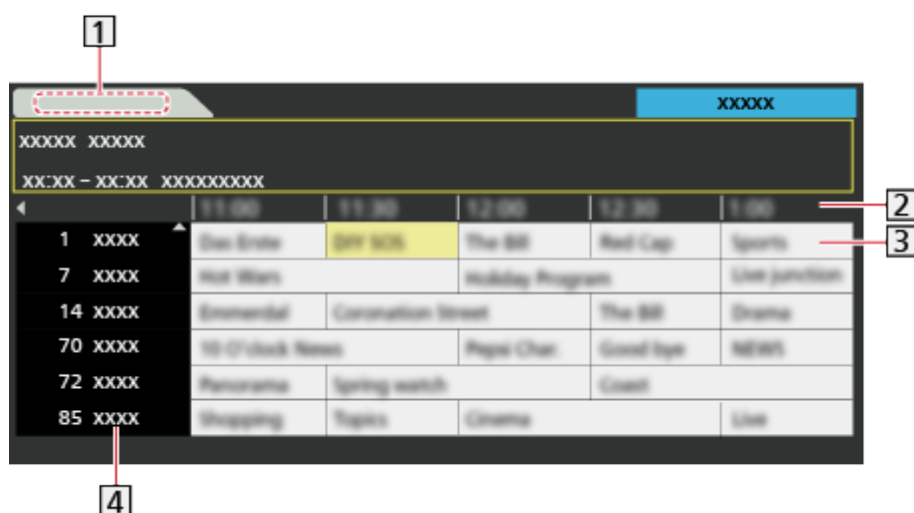 1
xxxxx
xxxxx xxxxx
xx:xx – xx:xx xxxxxxxxx
11:00 11:30 12:00 12:30 1:00 2
1 xxxx Das Erste DIY SOS The Bill Red Cap Sports 3
7 xxxx Hot Wars Holiday Program Live junction
14 xxxx Emmerdal Coronation Street The Bill Drama
70 xxxx 10 O'clock News Pepsi Char. Good bye NEWS
72 xxxx Panorama Spring watch Coast
85 xxxx Shopping Topics Cinema Live
4